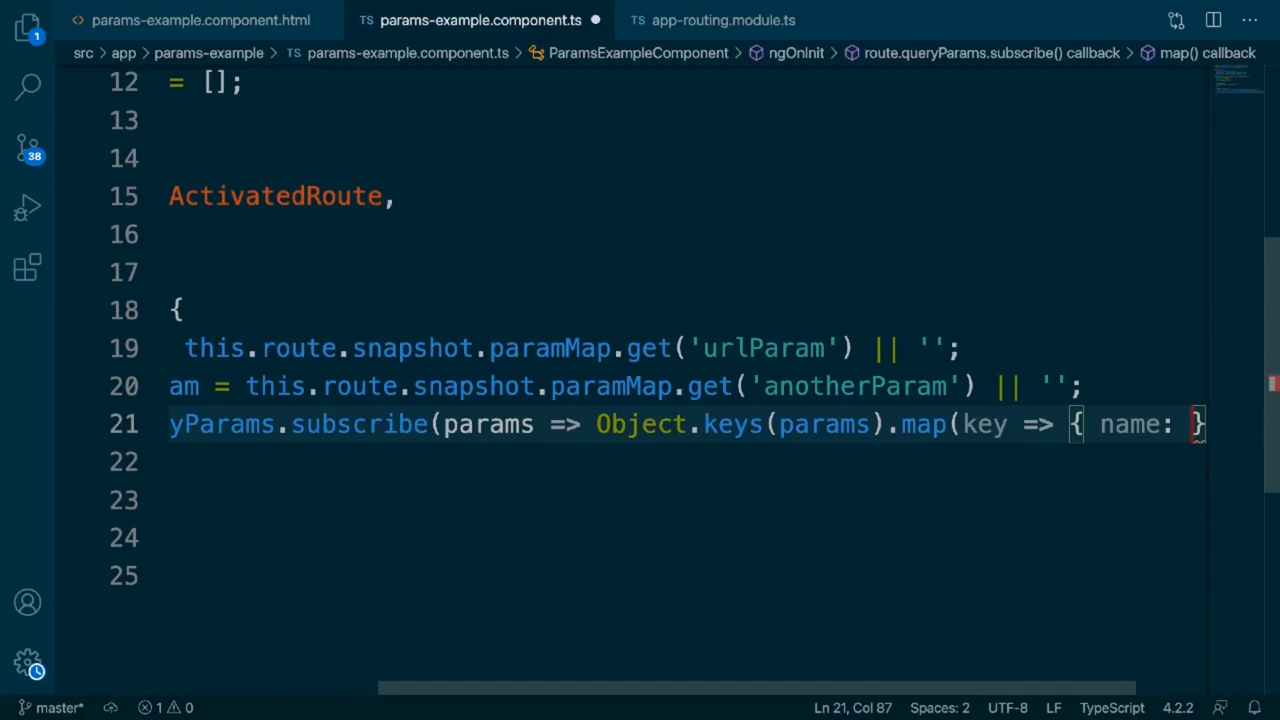 <> params-example.component.html
TS params-example.component.ts ●
TS app-routing.module.ts
...
src > app > params-example > TS params-example.component.ts > ParamsExampleComponent > ngOnInit > route.queryParams.subscribe() callback > map() callback
12 = [];
13
14
15 ActivatedRoute,
16
17
18 {
19 this.route.snapshot.paramMap.get('urlParam') || '';
20 am = this.route.snapshot.paramMap.get('anotherParam') || '';
21 yParams.subscribe(params => Object.keys(params).map(key => { name: }
22
23
24
25
1
38
master* 1 0 Ln 21, Col 87 Spaces: 2 UTF-8 LF TypeScript 4.2.2